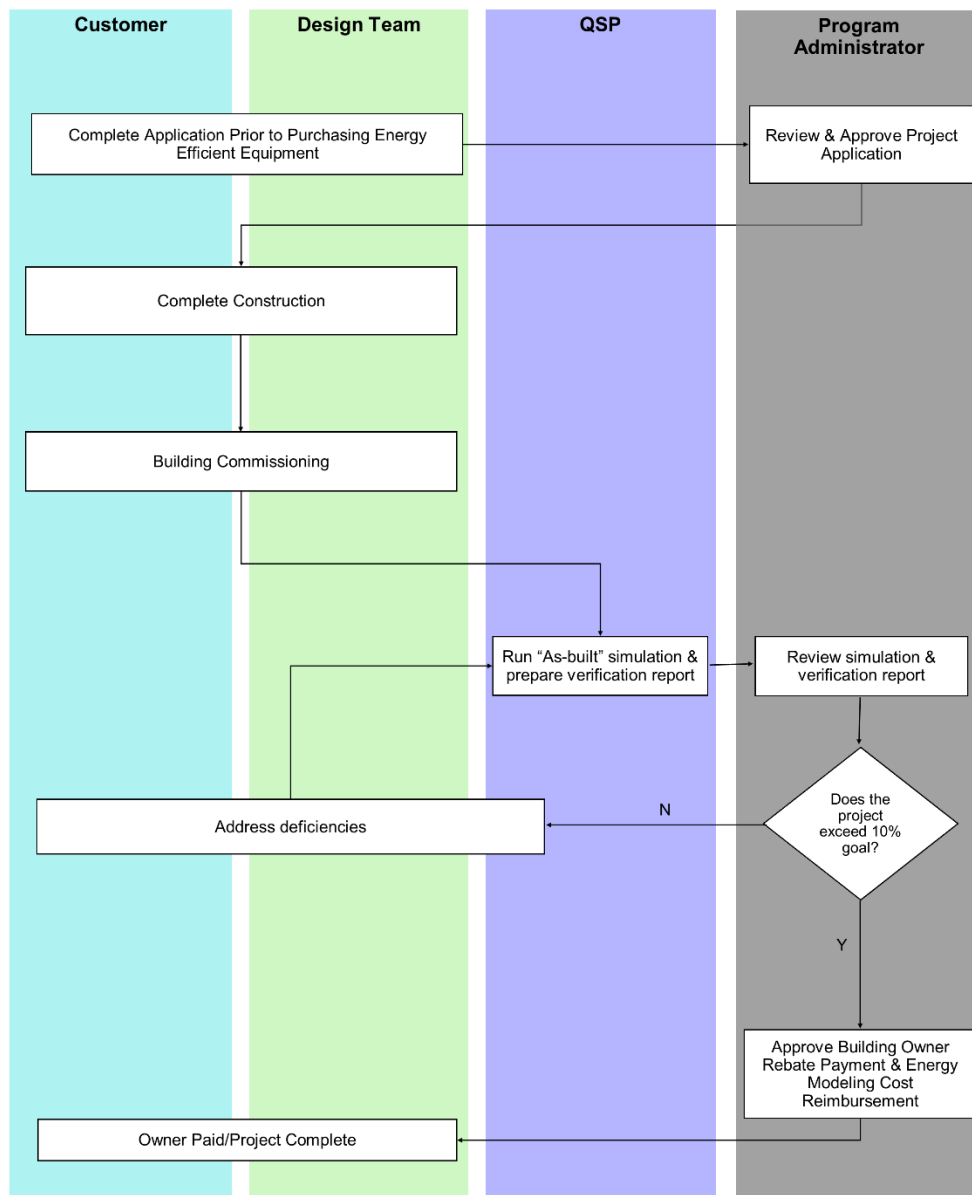 Customer
Design Team
QSP
Program
Administrator
Complete Application Prior to Purchasing Energy
Efficient Equipment
Review & Approve Project
Application
Complete Construction
Building Commissioning
Run “As-built” simulation &
prepare verification report
Review simulation &
verification report
Does the
project
exceed 10%
goal?
N
Address deficiencies
Y
Approve Building Owner
Rebate Payment & Energy
Modeling Cost
Reimbursement
Owner Paid/Project Complete